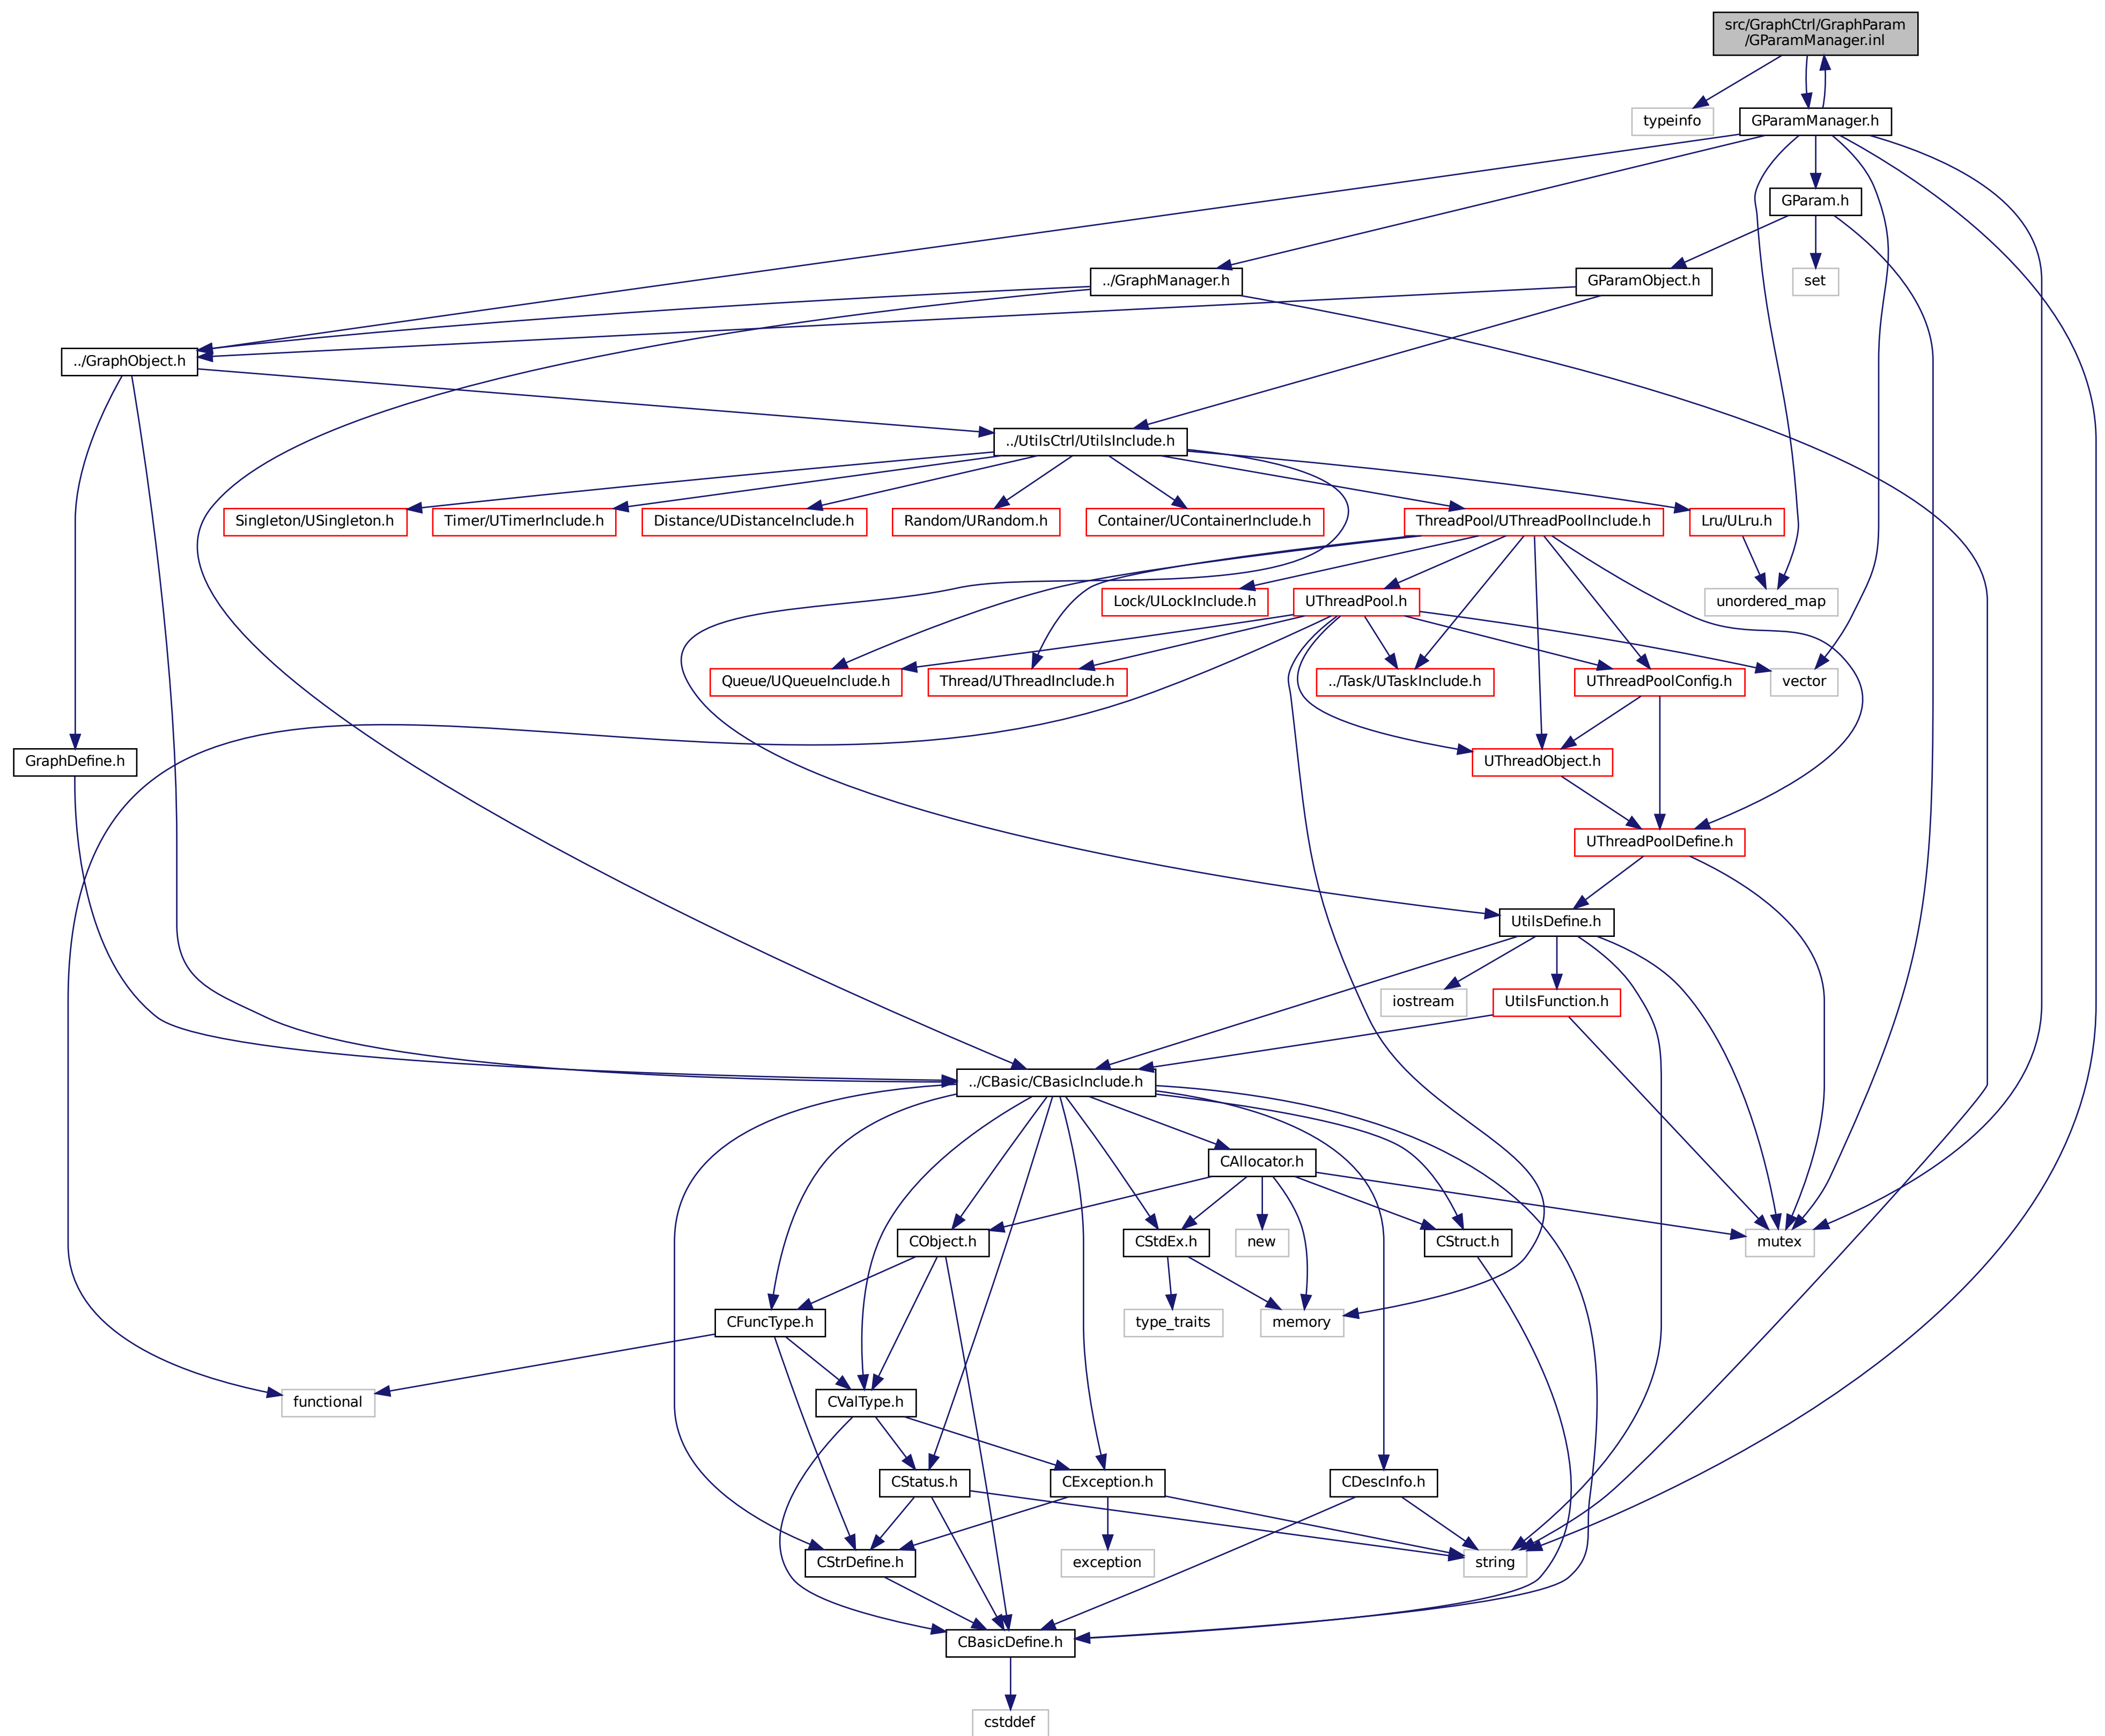 src/GraphCtrl/GraphParam
/GParamManager.inl
typeinfo
GParamManager.h
GParam.h
../GraphManager.h
GParamObject.h
set
../GraphObject.h
../UtilsCtrl/UtilsInclude.h
Singleton/USingleton.h
Timer/UTimerInclude.h
Distance/UDistanceInclude.h
Random/URandom.h
Container/UContainerInclude.h
ThreadPool/UThreadPoolInclude.h
Lru/ULru.h
Lock/ULockInclude.h
UThreadPool.h
unordered_map
Queue/UQueueInclude.h
Thread/UThreadInclude.h
../Task/UTaskInclude.h
UThreadPoolConfig.h
vector
GraphDefine.h
UThreadObject.h
UThreadPoolDefine.h
UtilsDefine.h
iostream
UtilsFunction.h
../CBasic/CBasicInclude.h
CAllocator.h
CObject.h
CStdEx.h
new
CStruct.h
mutex
CFuncType.h
type_traits
memory
functional
CValType.h
CStatus.h
CException.h
CDescInfo.h
CStrDefine.h
exception
string
CBasicDefine.h
cstddef